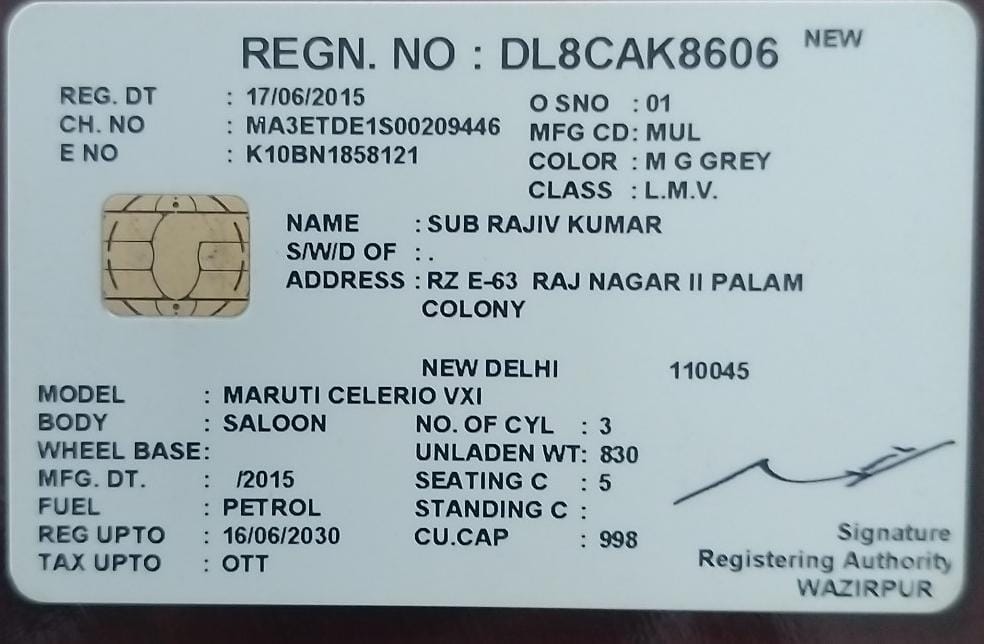 REGN. NO : DL8CAK8606 NEW
REG. DT : 17/06/2015
CH. NO : MA3ETDE1S00209446
E NO : K10BN1858121
O SNO : 01
MFG CD: MUL
COLOR : M G GREY
CLASS : L.M.V.
NAME : SUB RAJIV KUMAR
S/W/D OF : .
ADDRESS : RZ E-63 RAJ NAGAR II PALAM
COLONY
NEW DELHI 110045
MODEL : MARUTI CELERIO VXI
BODY : SALOON
WHEEL BASE:
MFG. DT. : /2015
FUEL : PETROL
REG UPTO : 16/06/2030
TAX UPTO : OTT
NO. OF CYL : 3
UNLADEN WT: 830
SEATING C : 5
STANDING C :
CU.CAP : 998
Signature
Registering Authority
WAZIRPUR